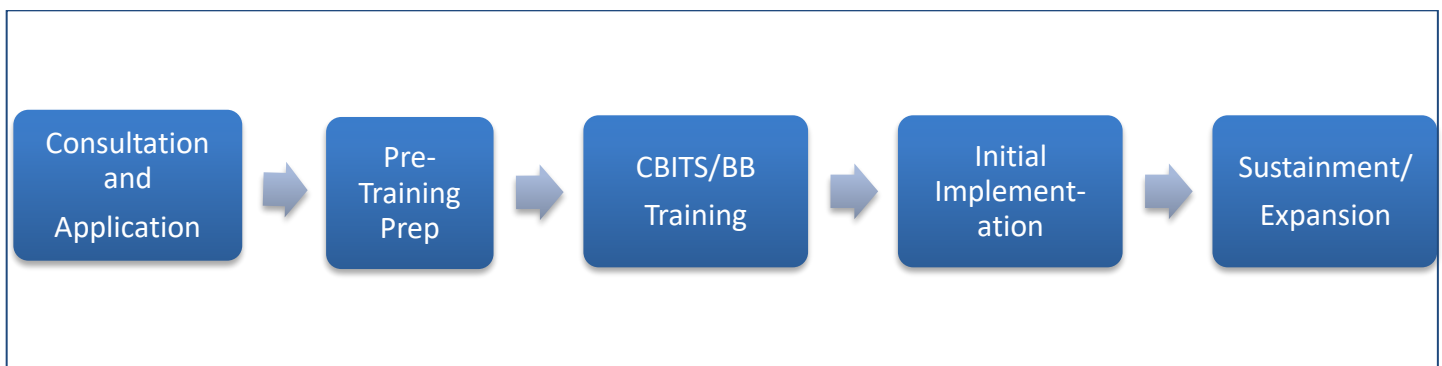 Consultation
and
Application
Pre-
Training
Prep
CBITS/BB
Training
Initial
Implement-
ation
Sustainment/
Expansion